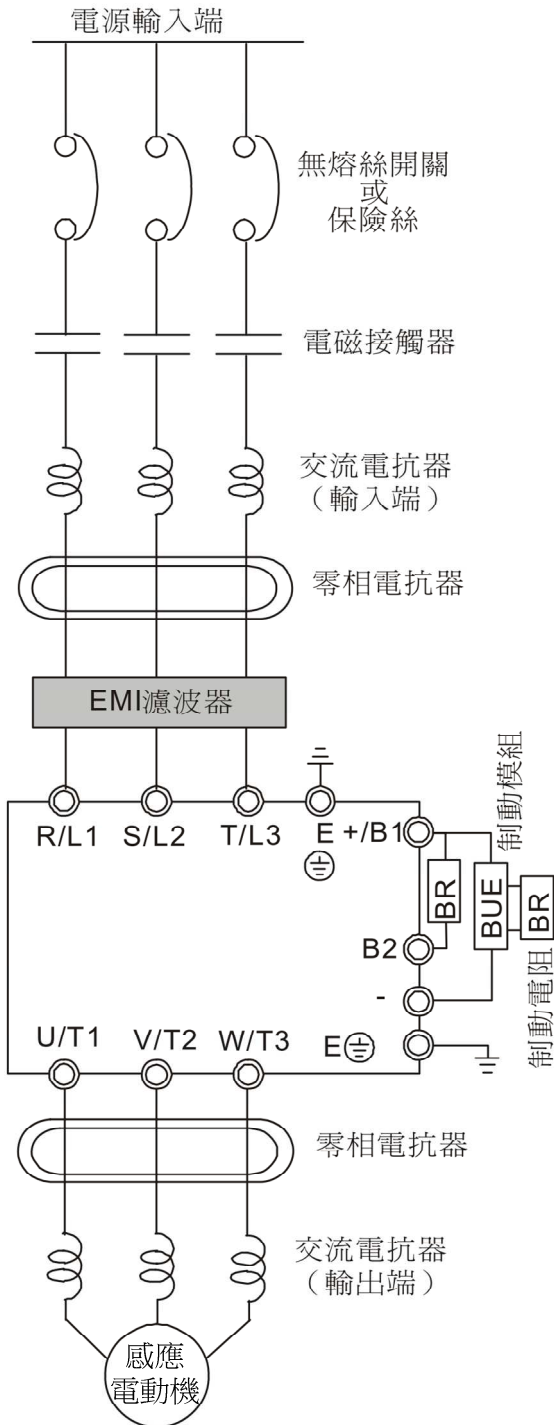 電源輸入端
無熔絲開關
或
保險絲
電磁接觸器
交流電抗器
（輸入端）
零相電抗器
EMI濾波器
R/L1
S/L2
T/L3
E
+/B1
制動模組
BR
BUE
BR
B2
-
制動電阻
U/T1
V/T2
W/T3
E
零相電抗器
交流電抗器
（輸出端）
感應
電動機